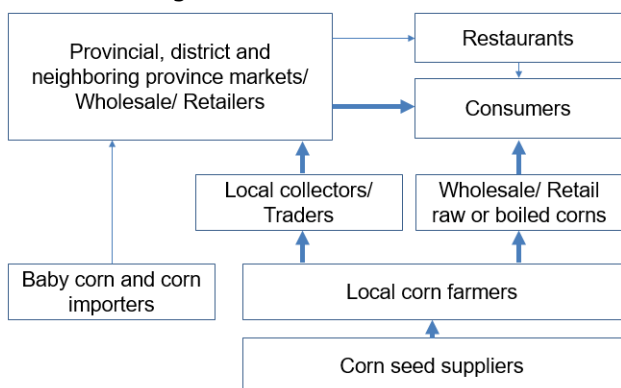 Provincial, district and
neighboring province markets/
Wholesale/ Retailers
Restaurants
Consumers
Local collectors/
Traders
Wholesale/ Retail
raw or boiled corns
Baby corn and corn
importers
Local corn farmers
Corn seed suppliers